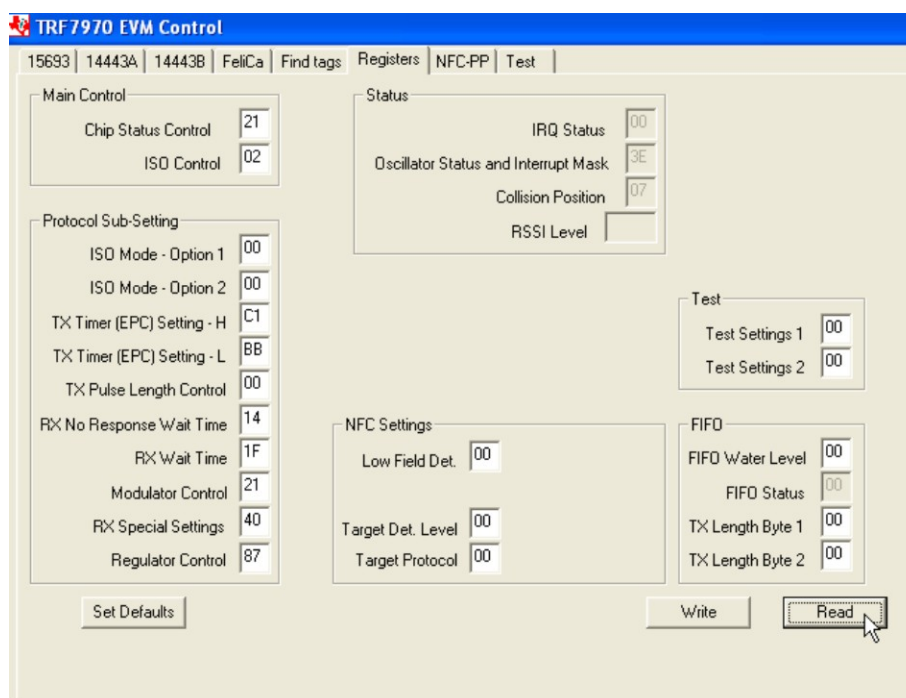 TRF7970 EVM Control
15693 14443A 14443B FeliCa Find tags Registers NFC-PP Test
Main Control
Chip Status Control 21
ISO Control 02
Status
IRQ Status 00
Oscillator Status and Interrupt Mask 3E
Collision Position 07
RSSI Level
Protocol Sub-Setting
ISO Mode - Option 1 00
ISO Mode - Option 2 00
TX Timer (EPC) Setting - H C1
TX Timer (EPC) Setting - L BB
TX Pulse Length Control 00
RX No Response Wait Time 14
RX Wait Time 1F
Modulator Control 21
RX Special Settings 40
Regulator Control 87
Test
Test Settings 1 00
Test Settings 2 00
NFC Settings
Low Field Det. 00
Target Det. Level 00
Target Protocol 00
FIFO
FIFO Water Level 00
FIFO Status 00
TX Length Byte 1 00
TX Length Byte 2 00
Set Defaults
Write
Read